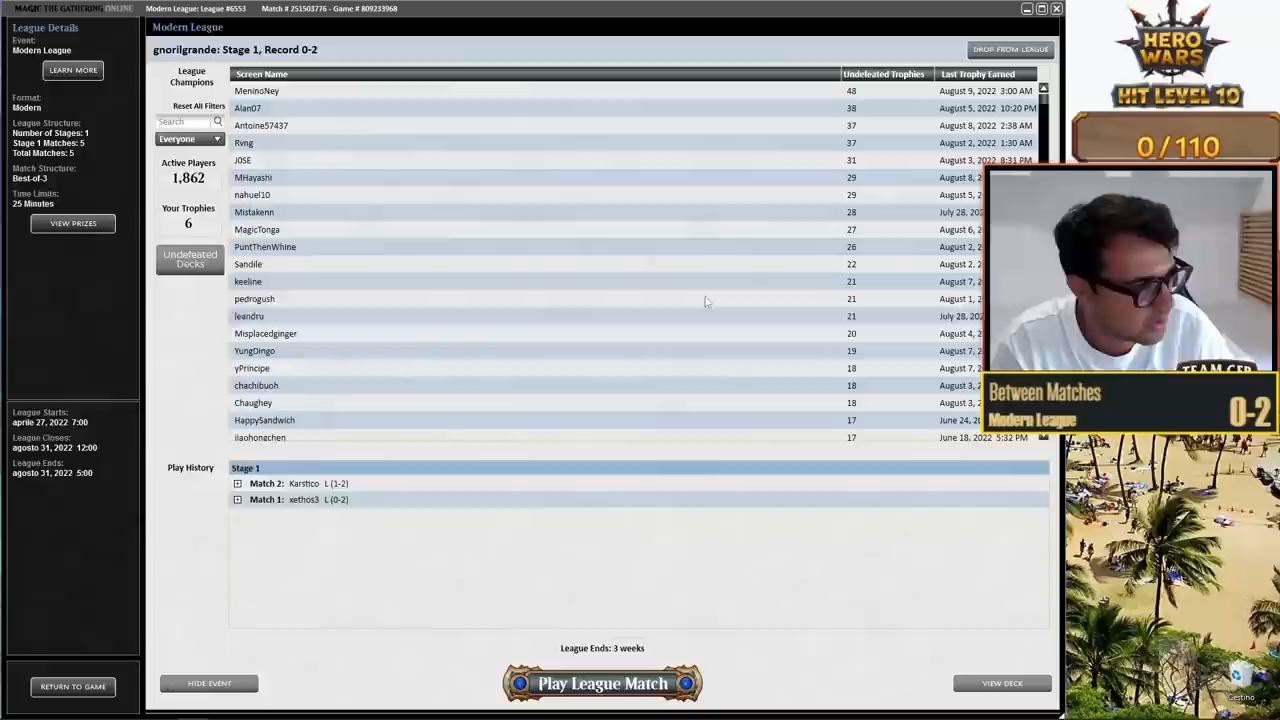 MAGIC THE GATHERING ONLINE
Modern League: League #6553
Match # 251503776 - Game # 809233968
League Details
Event:
Modern League
LEARN MORE
Format:
Modern
League Structure:
Number of Stages: 1
Stage 1 Matches: 5
Total Matches: 5
Match Structure:
Best-of-3
Time Limits:
25 Minutes
VIEW PRIZES
League Starts:
aprile 27, 2022 7:00
League Closes:
agosto 31, 2022 12:00
League Ends:
agosto 31, 2022 5:00
RETURN TO GAME
Modern League
gnorilgrande: Stage 1, Record 0-2
DROP FROM LEAGUE
League
Champions
Reset All Filters
Search
Everyone
Active Players
1,862
Your Trophies
6
Undefeated
Decks
Screen Name Undefeated Trophies Last Trophy Earned
MeninoNey 48 August 9, 2022 3:00 AM
Alan07 38 August 5, 2022 10:20 PM
Antoine57437 37 August 8, 2022 2:38 AM
Rvng 37 August 2, 2022 1:30 AM
J0SE 31 August 3, 2022 8:31 PM
MHayashi 29 August 8,
nahuel10 29 August 5,
Mistakenn 28 July 28, 202
MagicTonga 27 August 6,
PuntThenWhine 26 August 2,
Sandile 22 August 2,
keeline 21 August 7,
pedrogush 21 August 1,
leandru 21 July 28, 202
Misplacedginger 20 August 4,
YungDingo 19 August 7,
yPrincipe 18 August 7,
chachibuoh 18 August 3,
Chaughey 18 August 3,
HappySandwich 17 June 24,
jiaohongchen 17 June 18, 2022 5:32 PM
Play History
Stage 1
Match 2: Karstico L (1-2)
Match 1: xethos3 L (0-2)
League Ends: 3 weeks
HIDE EVENT
Play League Match
VIEW DECK
HERO
WARS
HIT LEVEL 10
0/110
TEAM CFB
Between Matches
Modern League
0-2
Cestino